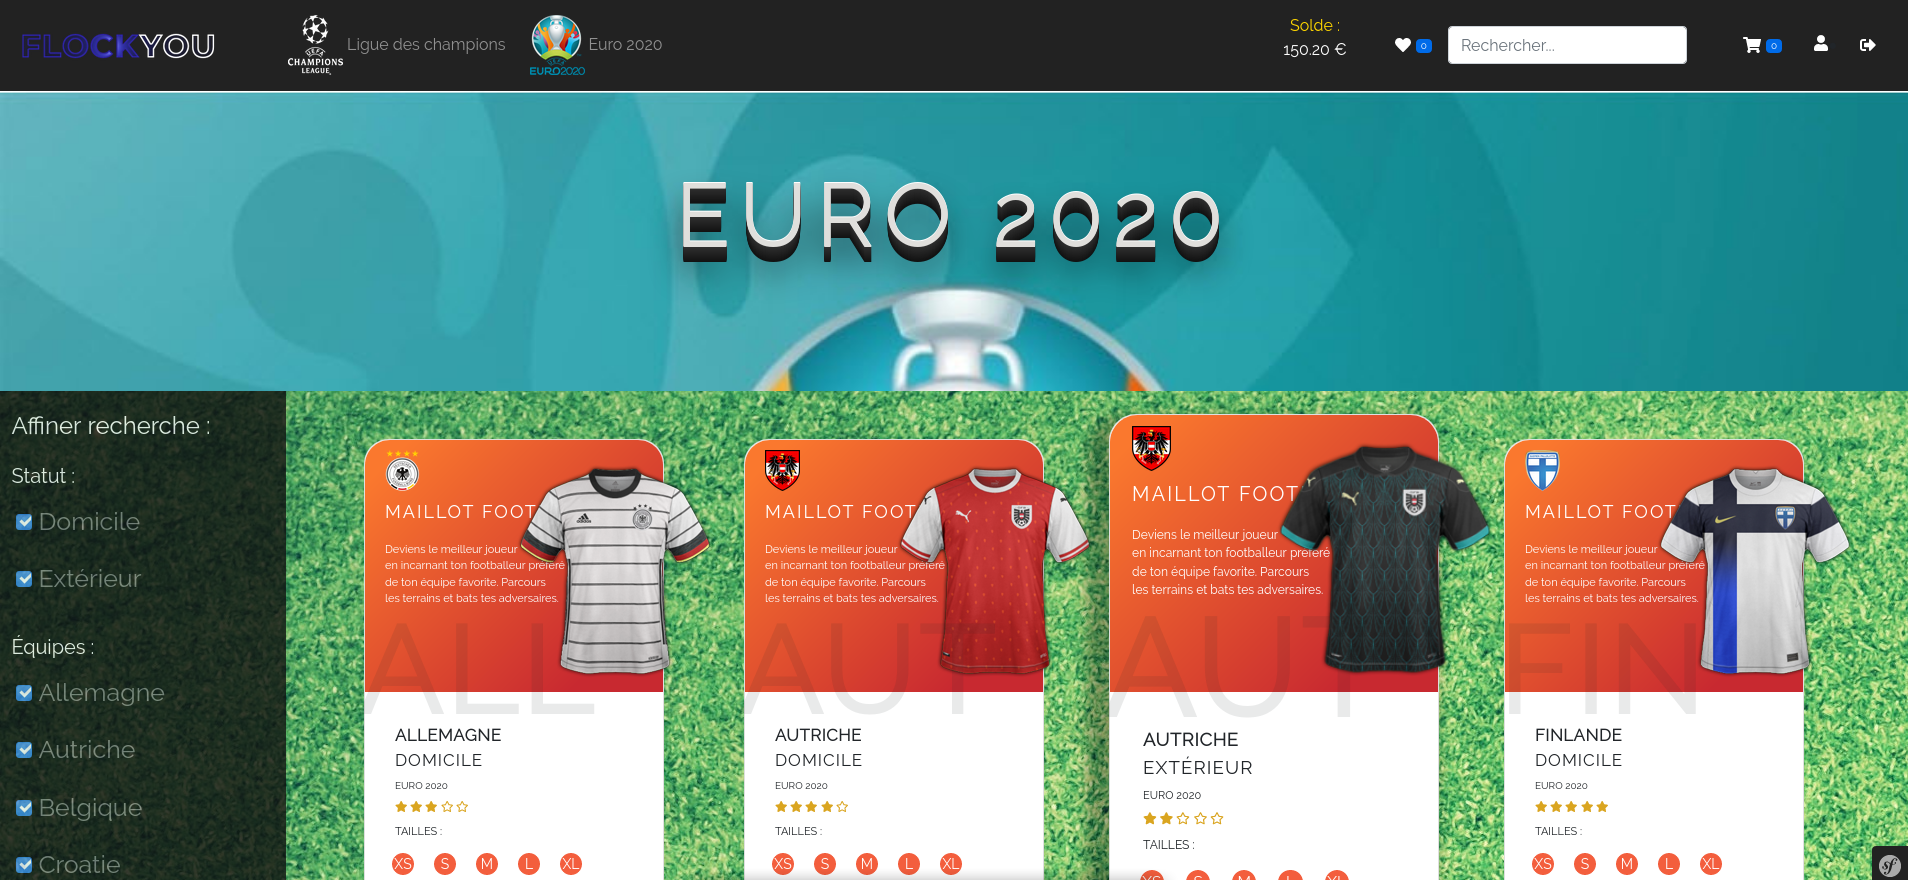 FLOCKYOU
UEFA
CHAMPIONS
LEAGUE
Ligue des champions
UEFA
EURO2020
Euro 2020
Solde :
150.20 €
0
Rechercher...
0
EURO 2020
Affiner recherche :
Statut :
Domicile
Extérieur
Équipes :
Allemagne
Autriche
Belgique
Croatie
MAILLOT FOOT
Deviens le meilleur joueur
en incarnant ton footballeur préféré
de ton équipe favorite. Parcours
les terrains et bats tes adversaires.
adidas
ALL
ALLEMAGNE
DOMICILE
EURO 2020
TAILLES :
XS S M L XL
MAILLOT FOOT
Deviens le meilleur joueur
en incarnant ton footballeur préféré
de ton équipe favorite. Parcours
les terrains et bats tes adversaires.
AUT
AUTRICHE
DOMICILE
EURO 2020
TAILLES :
XS S M L XL
MAILLOT FOOT
Deviens le meilleur joueur
en incarnant ton footballeur préféré
de ton équipe favorite. Parcours
les terrains et bats tes adversaires.
AUT
AUTRICHE
EXTÉRIEUR
EURO 2020
TAILLES :
XS S M L XL
MAILLOT FOOT
Deviens le meilleur joueur
en incarnant ton footballeur préféré
de ton équipe favorite. Parcours
les terrains et bats tes adversaires.
FIN
FINLANDE
DOMICILE
EURO 2020
TAILLES :
XS S M L XL
sf